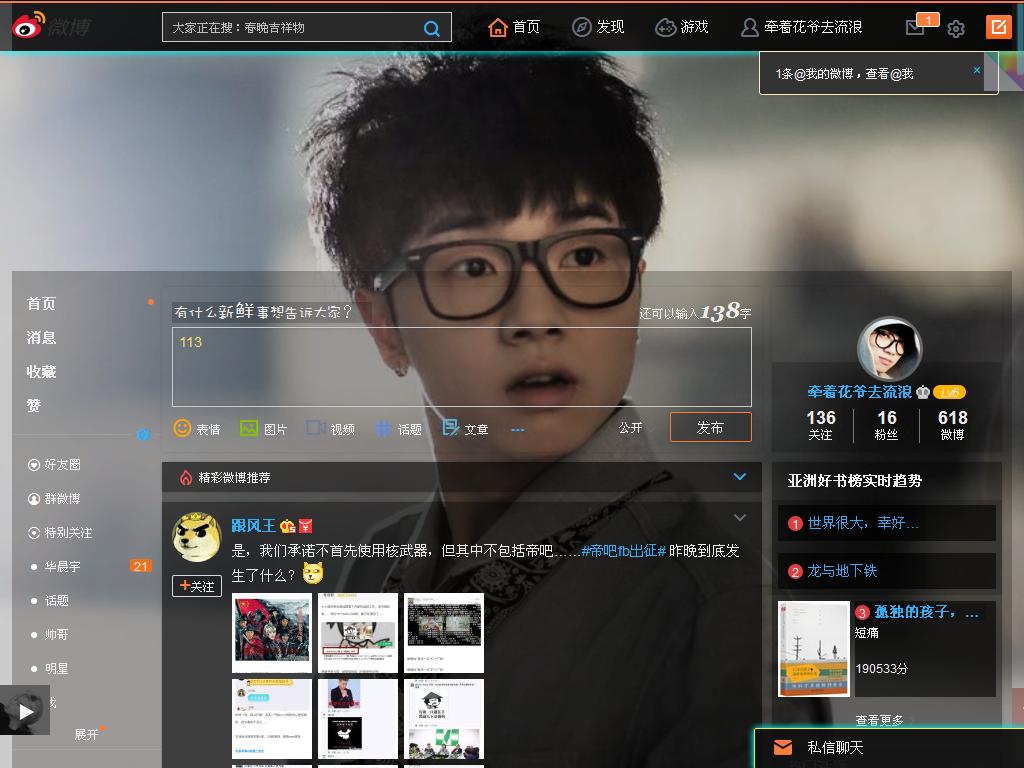 微博
大家正在搜：春晚吉祥物
首页
发现
游戏
牵着花爷去流浪
1
1条@我的微博，查看@我
×
首页
消息
收藏
赞
好友圈
群微博
特别关注
华晨宇
21
话题
帅哥
明星
展开
有什么新鲜事想告诉大家?
还可以输入138字
113
表情
图片
视频
话题
文章
公开
发布
精彩微博推荐
跟风王
+关注
是，我们承诺不首先使用核武器，但其中不包括帝吧……#帝吧fb出征# 昨晚到底发
生了什么？
牵着花爷去流浪
Lv6
136
16
618
关注
粉丝
微博
亚洲好书榜实时趋势
1 世界很大，幸好…
2 龙与地下铁
3 孤独的孩子，…
短痛
190533分
查看更多
私信聊天